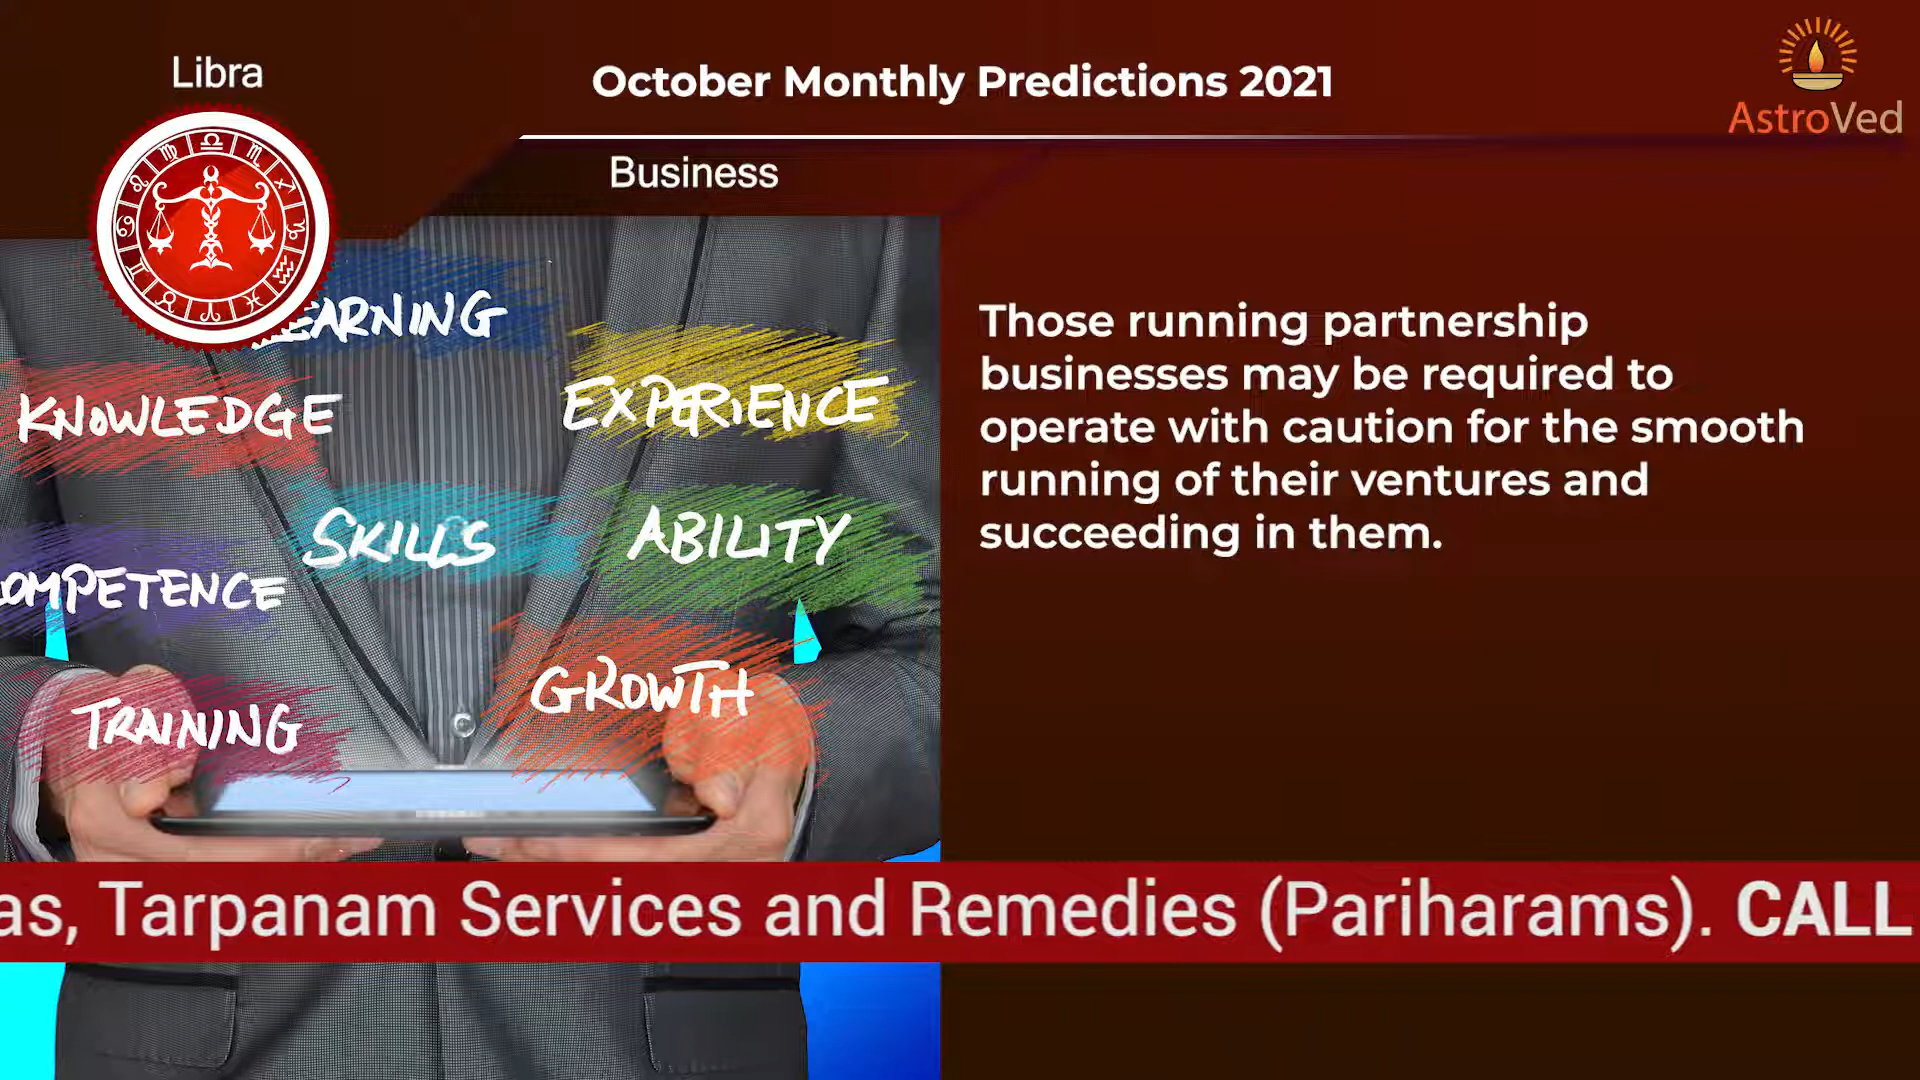 Libra
October Monthly Predictions 2021
AstroVed
Business
EARNING
KNOWLEDGE
EXPERIENCE
SKILLS
ABILITY
OMPETENCE
GROWTH
TRAINING
Those running partnership
businesses may be required to
operate with caution for the smooth
running of their ventures and
succeeding in them.
as, Tarpanam Services and Remedies (Pariharams). CALL